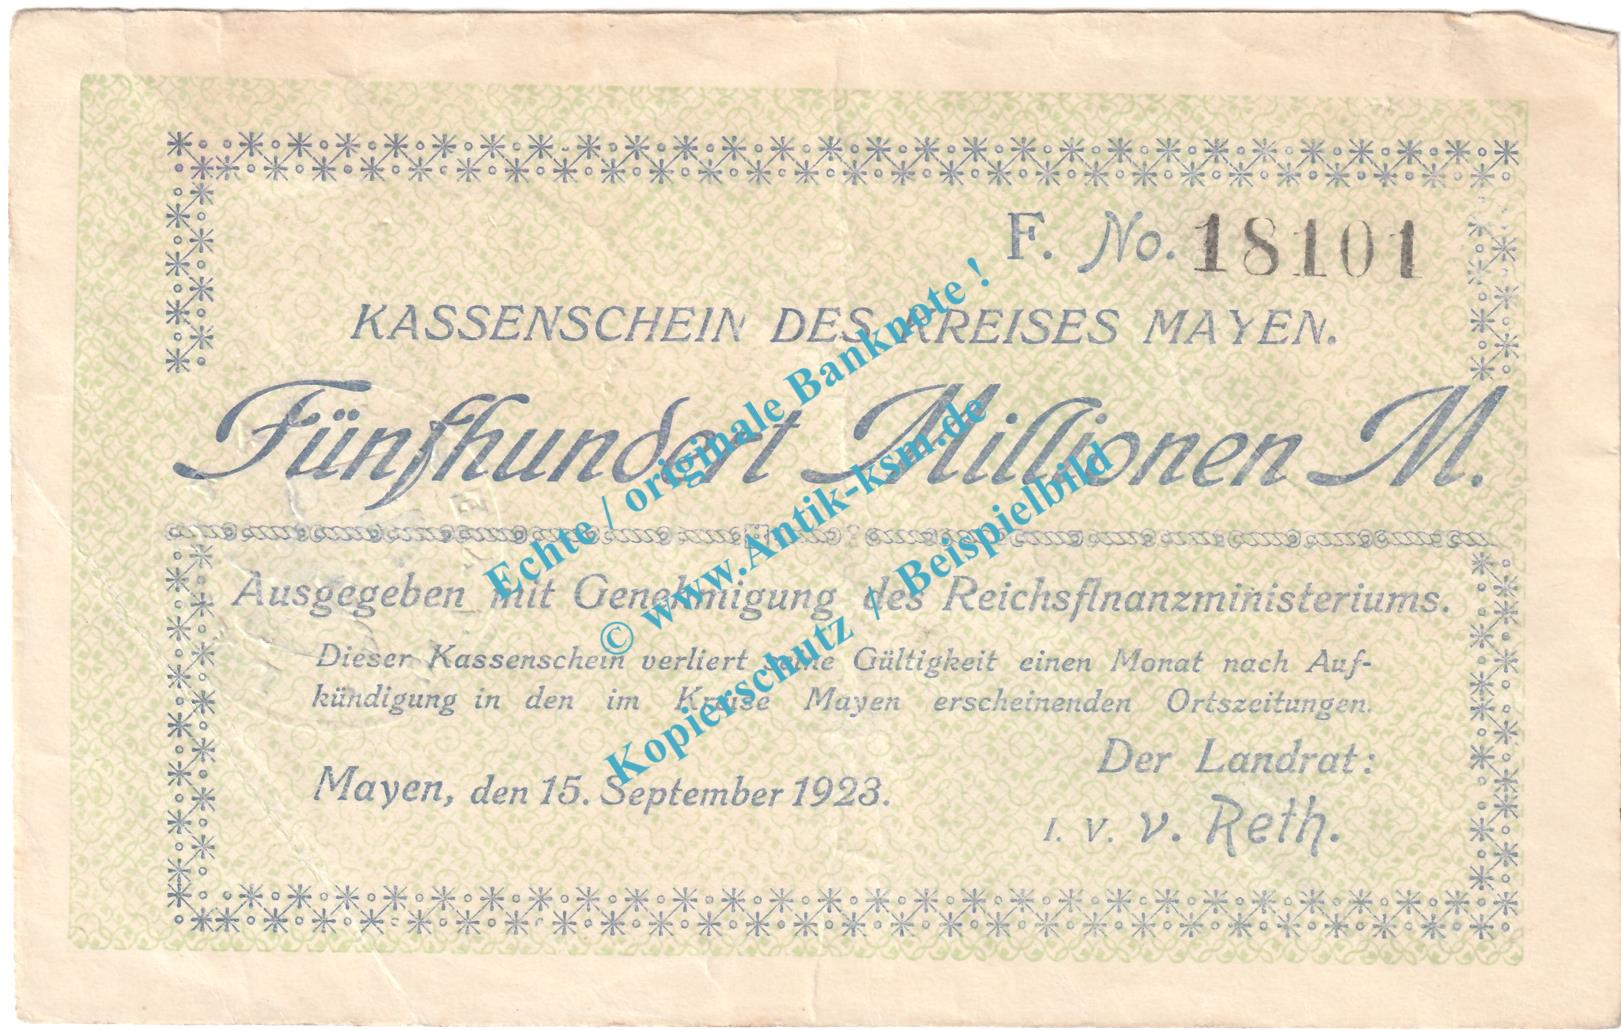 F. No. 18101
KASSENSCHEIN DES KREISES MAYEN.
Fünfhundert Millionen M.
Ausgegeben mit Genehmigung des Reichsfinanzministeriums.
Dieser Kassenschein verliert seine Gültigkeit einen Monat nach Auf-
kündigung in den im Kreise Mayen erscheinenden Ortszeitungen.
Mayen, den 15. September 1923.
Der Landrat:
I. V. v. Reth.
Echte / originale Banknote !
© www.Antik-ksm.de
Kopierschutz / Beispielbild